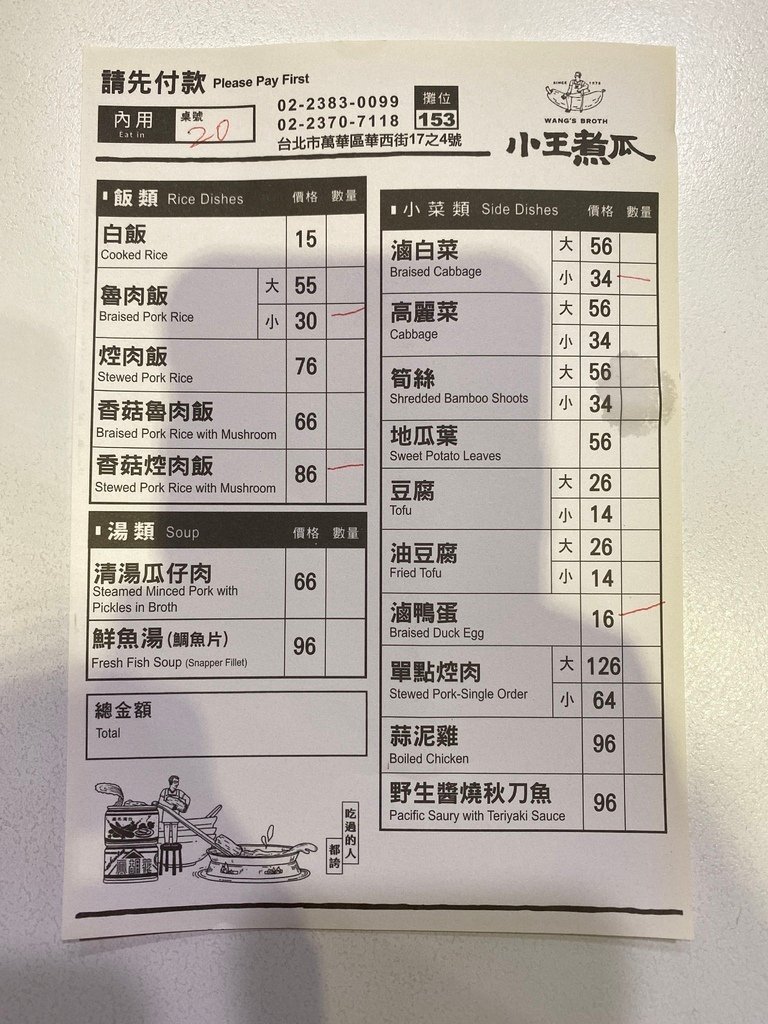 請先付款 Please Pay First
內用 Eat in 桌號 20
02-2383-0099
02-2370-7118
台北市萬華區華西街17之4號
攤位
153
SINCE 1975
WANG'S BROTH
小王煮瓜
飯類 Rice Dishes 價格 數量
白飯 15
Cooked Rice
魯肉飯 大 55
Braised Pork Rice 小 30
焢肉飯 76
Stewed Pork Rice
香菇魯肉飯 66
Braised Pork Rice with Mushroom
香菇焢肉飯 86
Stewed Pork Rice with Mushroom
湯類 Soup 價格 數量
清湯瓜仔肉 66
Steamed Minced Pork with
Pickles in Broth
鮮魚湯(鯛魚片) 96
Fresh Fish Soup (Snapper Fillet)
總金額
Total
吃過的人
都誇
小菜類 Side Dishes 價格 數量
滷白菜 大 56
Braised Cabbage 小 34
高麗菜 大 56
Cabbage 小 34
筍絲 大 56
Shredded Bamboo Shoots 小 34
地瓜葉 56
Sweet Potato Leaves
豆腐 大 26
Tofu 小 14
油豆腐 大 26
Fried Tofu 小 14
滷鴨蛋 16
Braised Duck Egg
單點焢肉 大 126
Stewed Pork-Single Order 小 64
蒜泥雞 96
Boiled Chicken
野生醬燒秋刀魚 96
Pacific Saury with Teriyaki Sauce